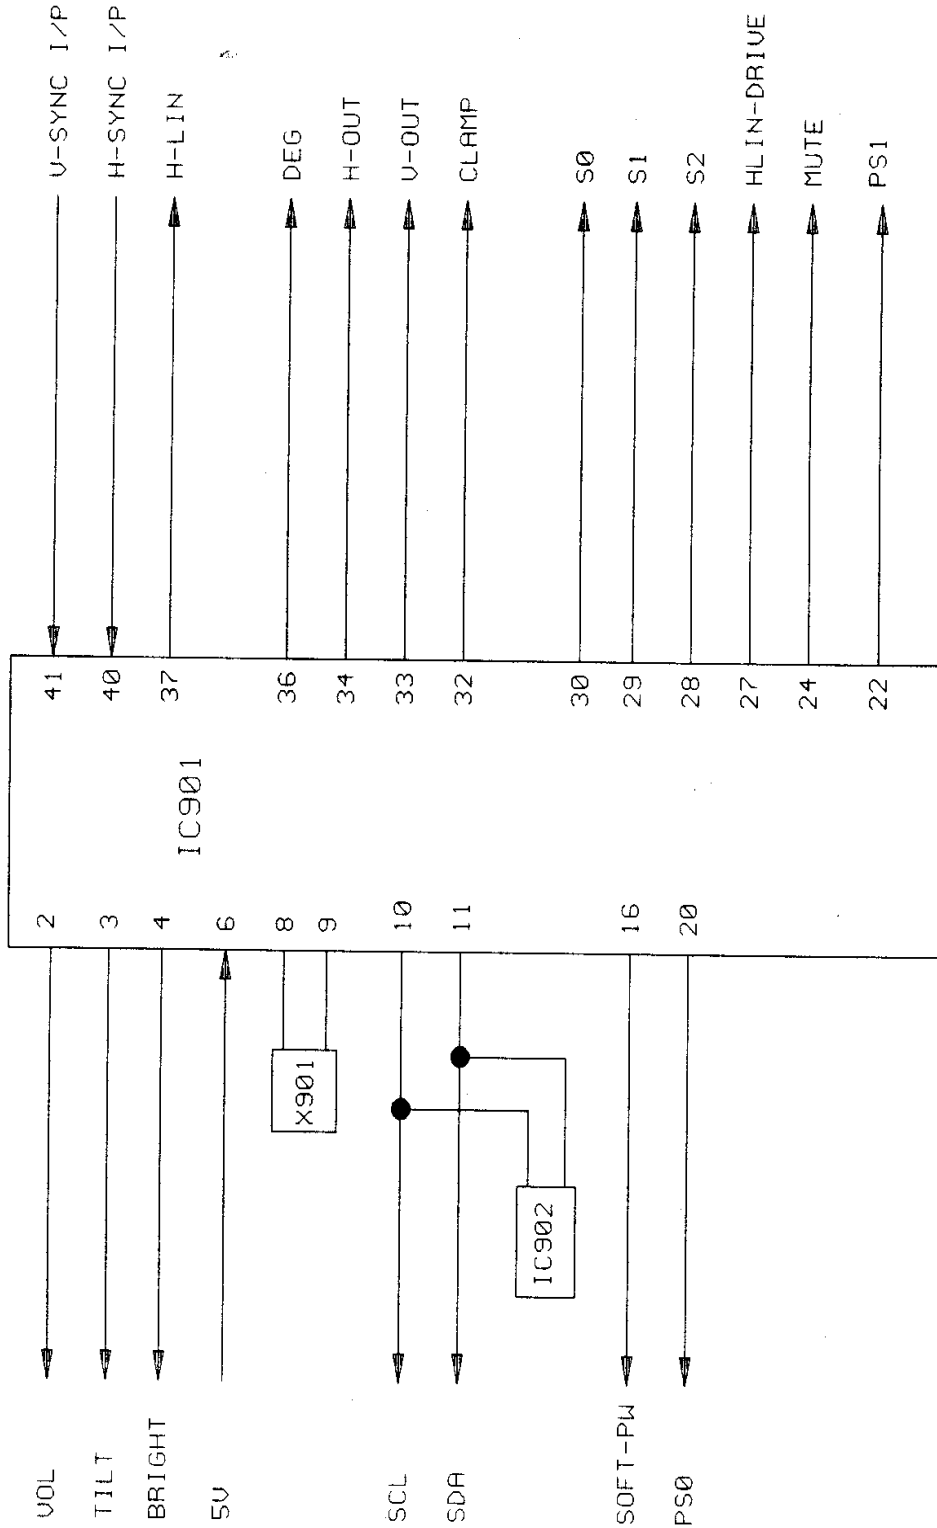 V-SYNC I/P
H-SYNC I/P
H-LIN
DEG
H-OUT
V-OUT
CLAMP
S0
S1
S2
HLIN-DRIVE
MUTE
PS1
41
40
37
36
34
33
32
30
29
28
27
24
22
IC901
2
3
4
6
8
9
10
11
16
20
X901
IC902
VOL
TILT
BRIGHT
5V
SCL
SDA
SOFT-PW
PS0